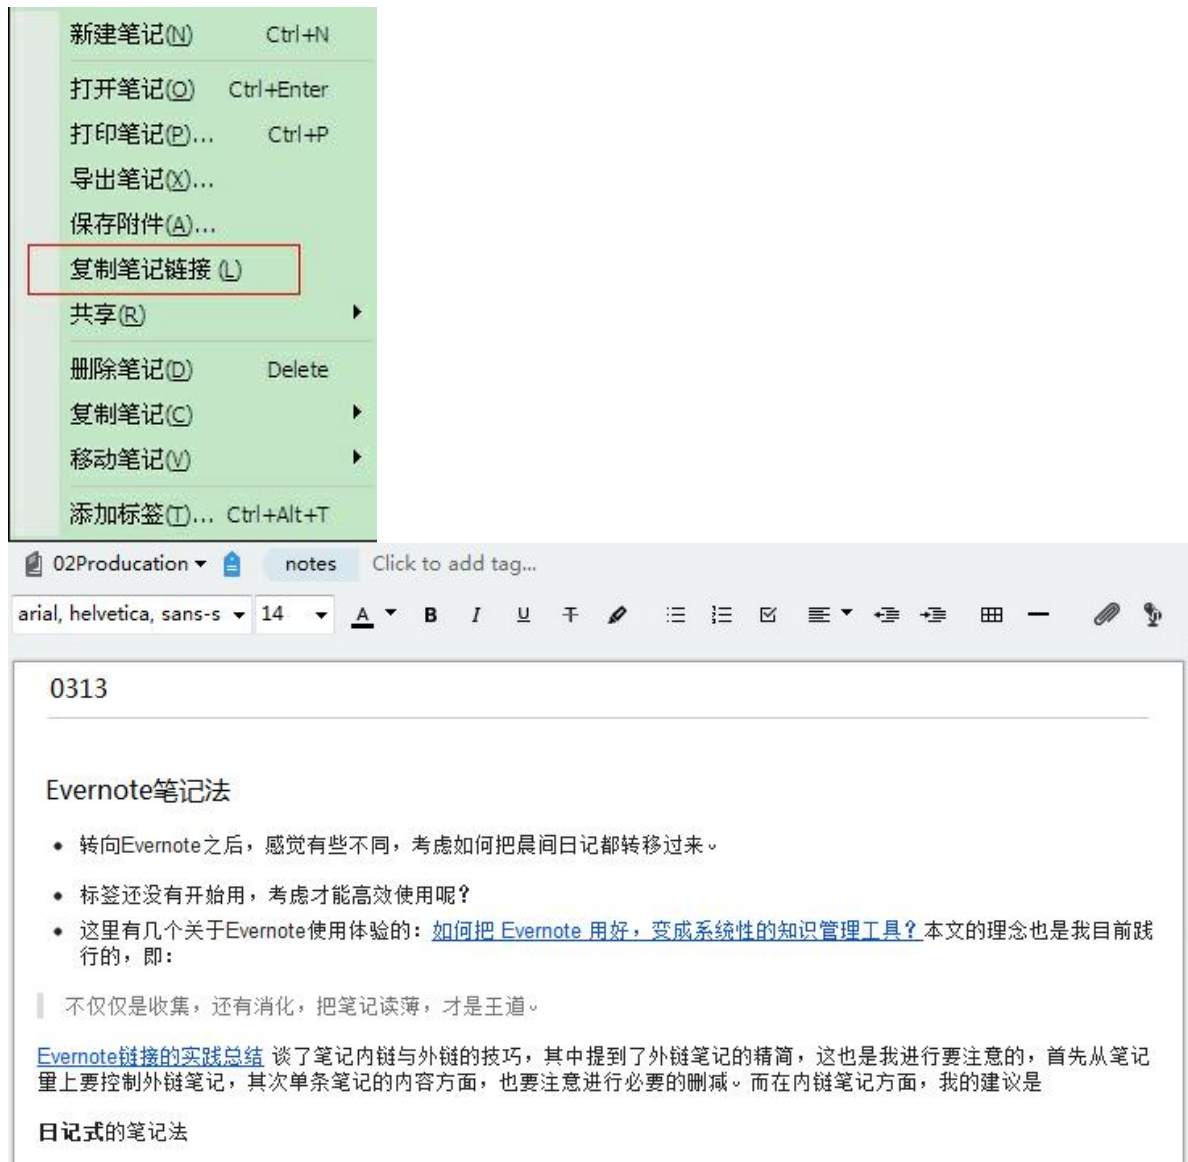 新建笔记(N) Ctrl+N
打开笔记(O) Ctrl+Enter
打印笔记(P)... Ctrl+P
导出笔记(X)...
保存附件(A)...
复制笔记链接 (L)
共享(R)
删除笔记(D) Delete
复制笔记(C)
移动笔记(V)
添加标签(T)... Ctrl+Alt+T
02Producation notes Click to add tag...
arial, helvetica, sans-s 14 A B I U T
0313
Evernote笔记法
• 转向Evernote之后，感觉有些不同，考虑如何把晨间日记都转移过来。
• 标签还没有开始用，考虑才能高效使用呢？
• 这里有几个关于Evernote使用体验的：如何把 Evernote 用好，变成系统性的知识管理工具？本文的理念也是我目前践
行的，即：
不仅仅是收集，还有消化，把笔记读薄，才是王道。
Evernote链接的实践总结 谈了笔记内链与外链的技巧，其中提到了外链笔记的精简，这也是我进行要注意的，首先从笔记
量上要控制外链笔记，其次单条笔记的内容方面，也要注意进行必要的删减。而在内链笔记方面，我的建议是
日记式的笔记法